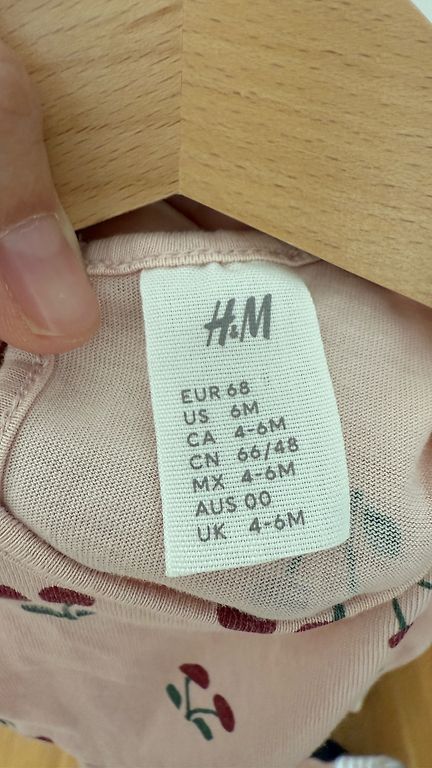 H&M
EUR 68
US 6M
CA 4-6M
CN 66/48
MX 4-6M
AUS 00
UK 4-6M